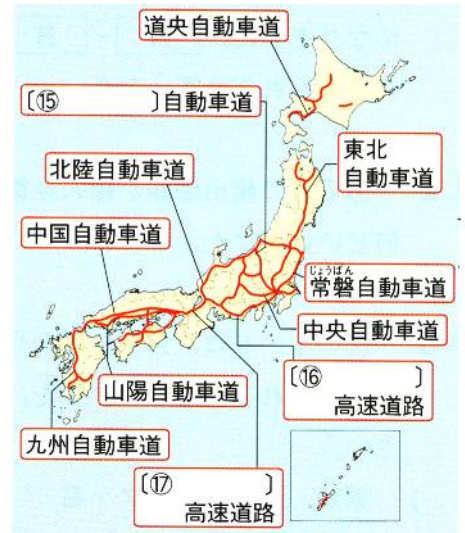 道央自動車道
〔⑮　　　　〕自動車道
東北
自動車道
北陸自動車道
中国自動車道
じょうばん
常磐自動車道
中央自動車道
〔⑯　　　　〕
高速道路
山陽自動車道
九州自動車道
〔⑰　　　　〕
高速道路